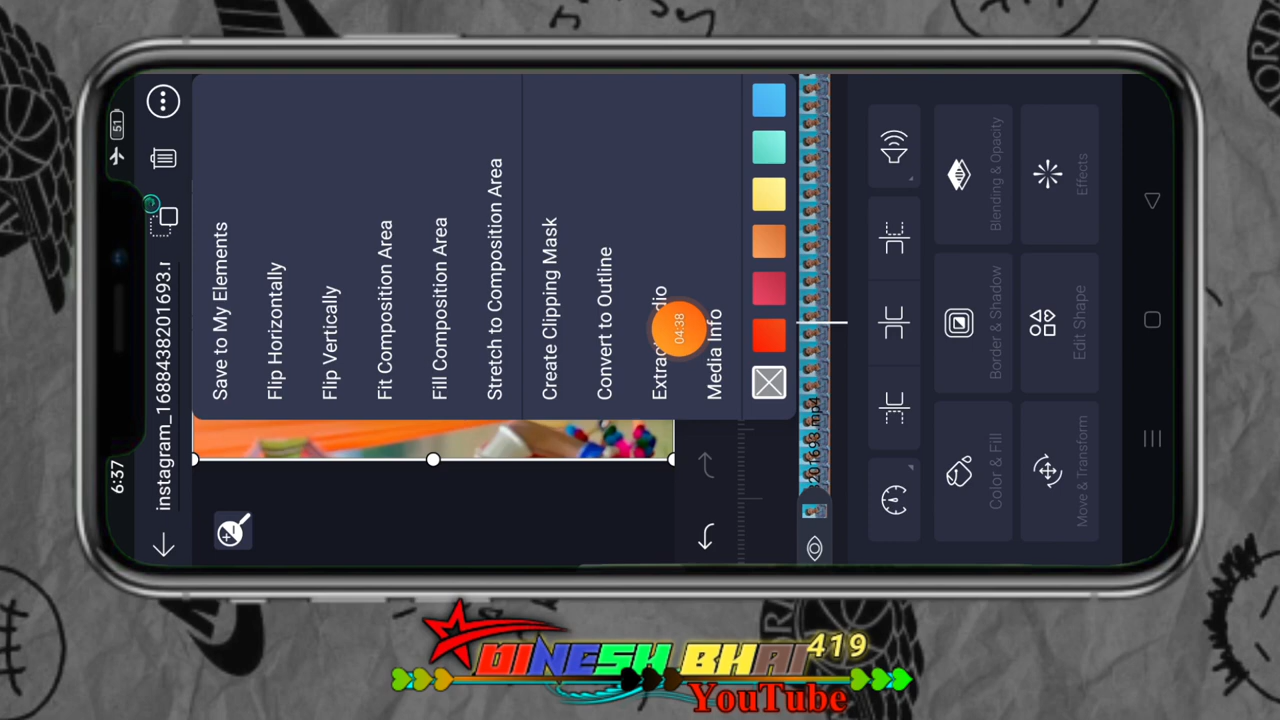 6:37
51
instagram_1688438201693.r
Save to My Elements
Flip Horizontally
Flip Vertically
Fit Composition Area
Fill Composition Area
Stretch to Composition Area
Create Clipping Mask
Convert to Outline
04:38
Media Info
Color & Fill
Border & Shadow
Blending & Opacity
Move & Transform
Edit Shape
Effects
DINESH BHAI 419
YouTube